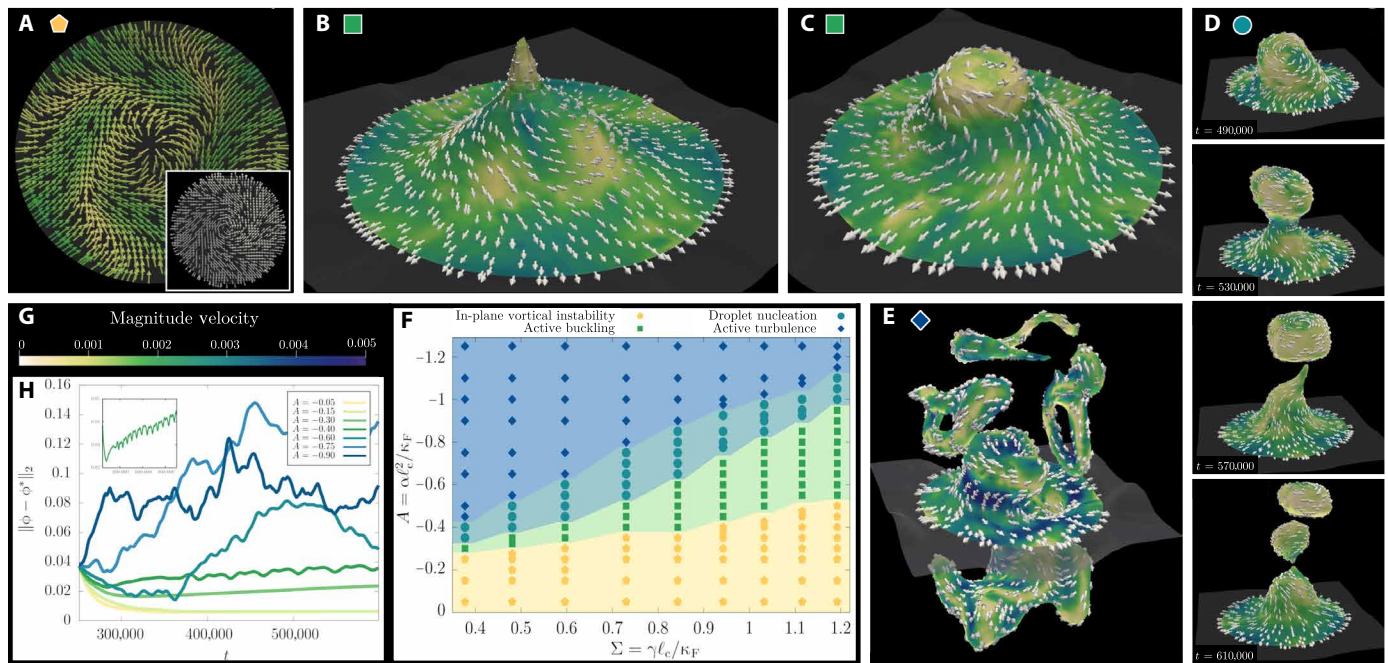 A
B
C
D
t = 490,000
t = 530,000
t = 570,000
t = 610,000
G
Magnitude velocity
0 0.001 0.002 0.003 0.004 0.005
H
0.16
0.14
0.12
0.1
0.08
0.06
0.04
0.02
0
||ϕ − ϕ*||₂
300,000 400,000 500,000
t
A = −0.05
A = −0.15
A = −0.30
A = −0.40
A = −0.60
A = −0.75
A = −0.90
F
In-plane vortical instability
Active buckling
Droplet nucleation
Active turbulence
-1.2
-1
-0.8
-0.6
-0.4
-0.2
0
A = αℓ_c²/κ_F
0.4 0.5 0.6 0.7 0.8 0.9 1 1.1 1.2
Σ = γℓ_c/κ_F
E